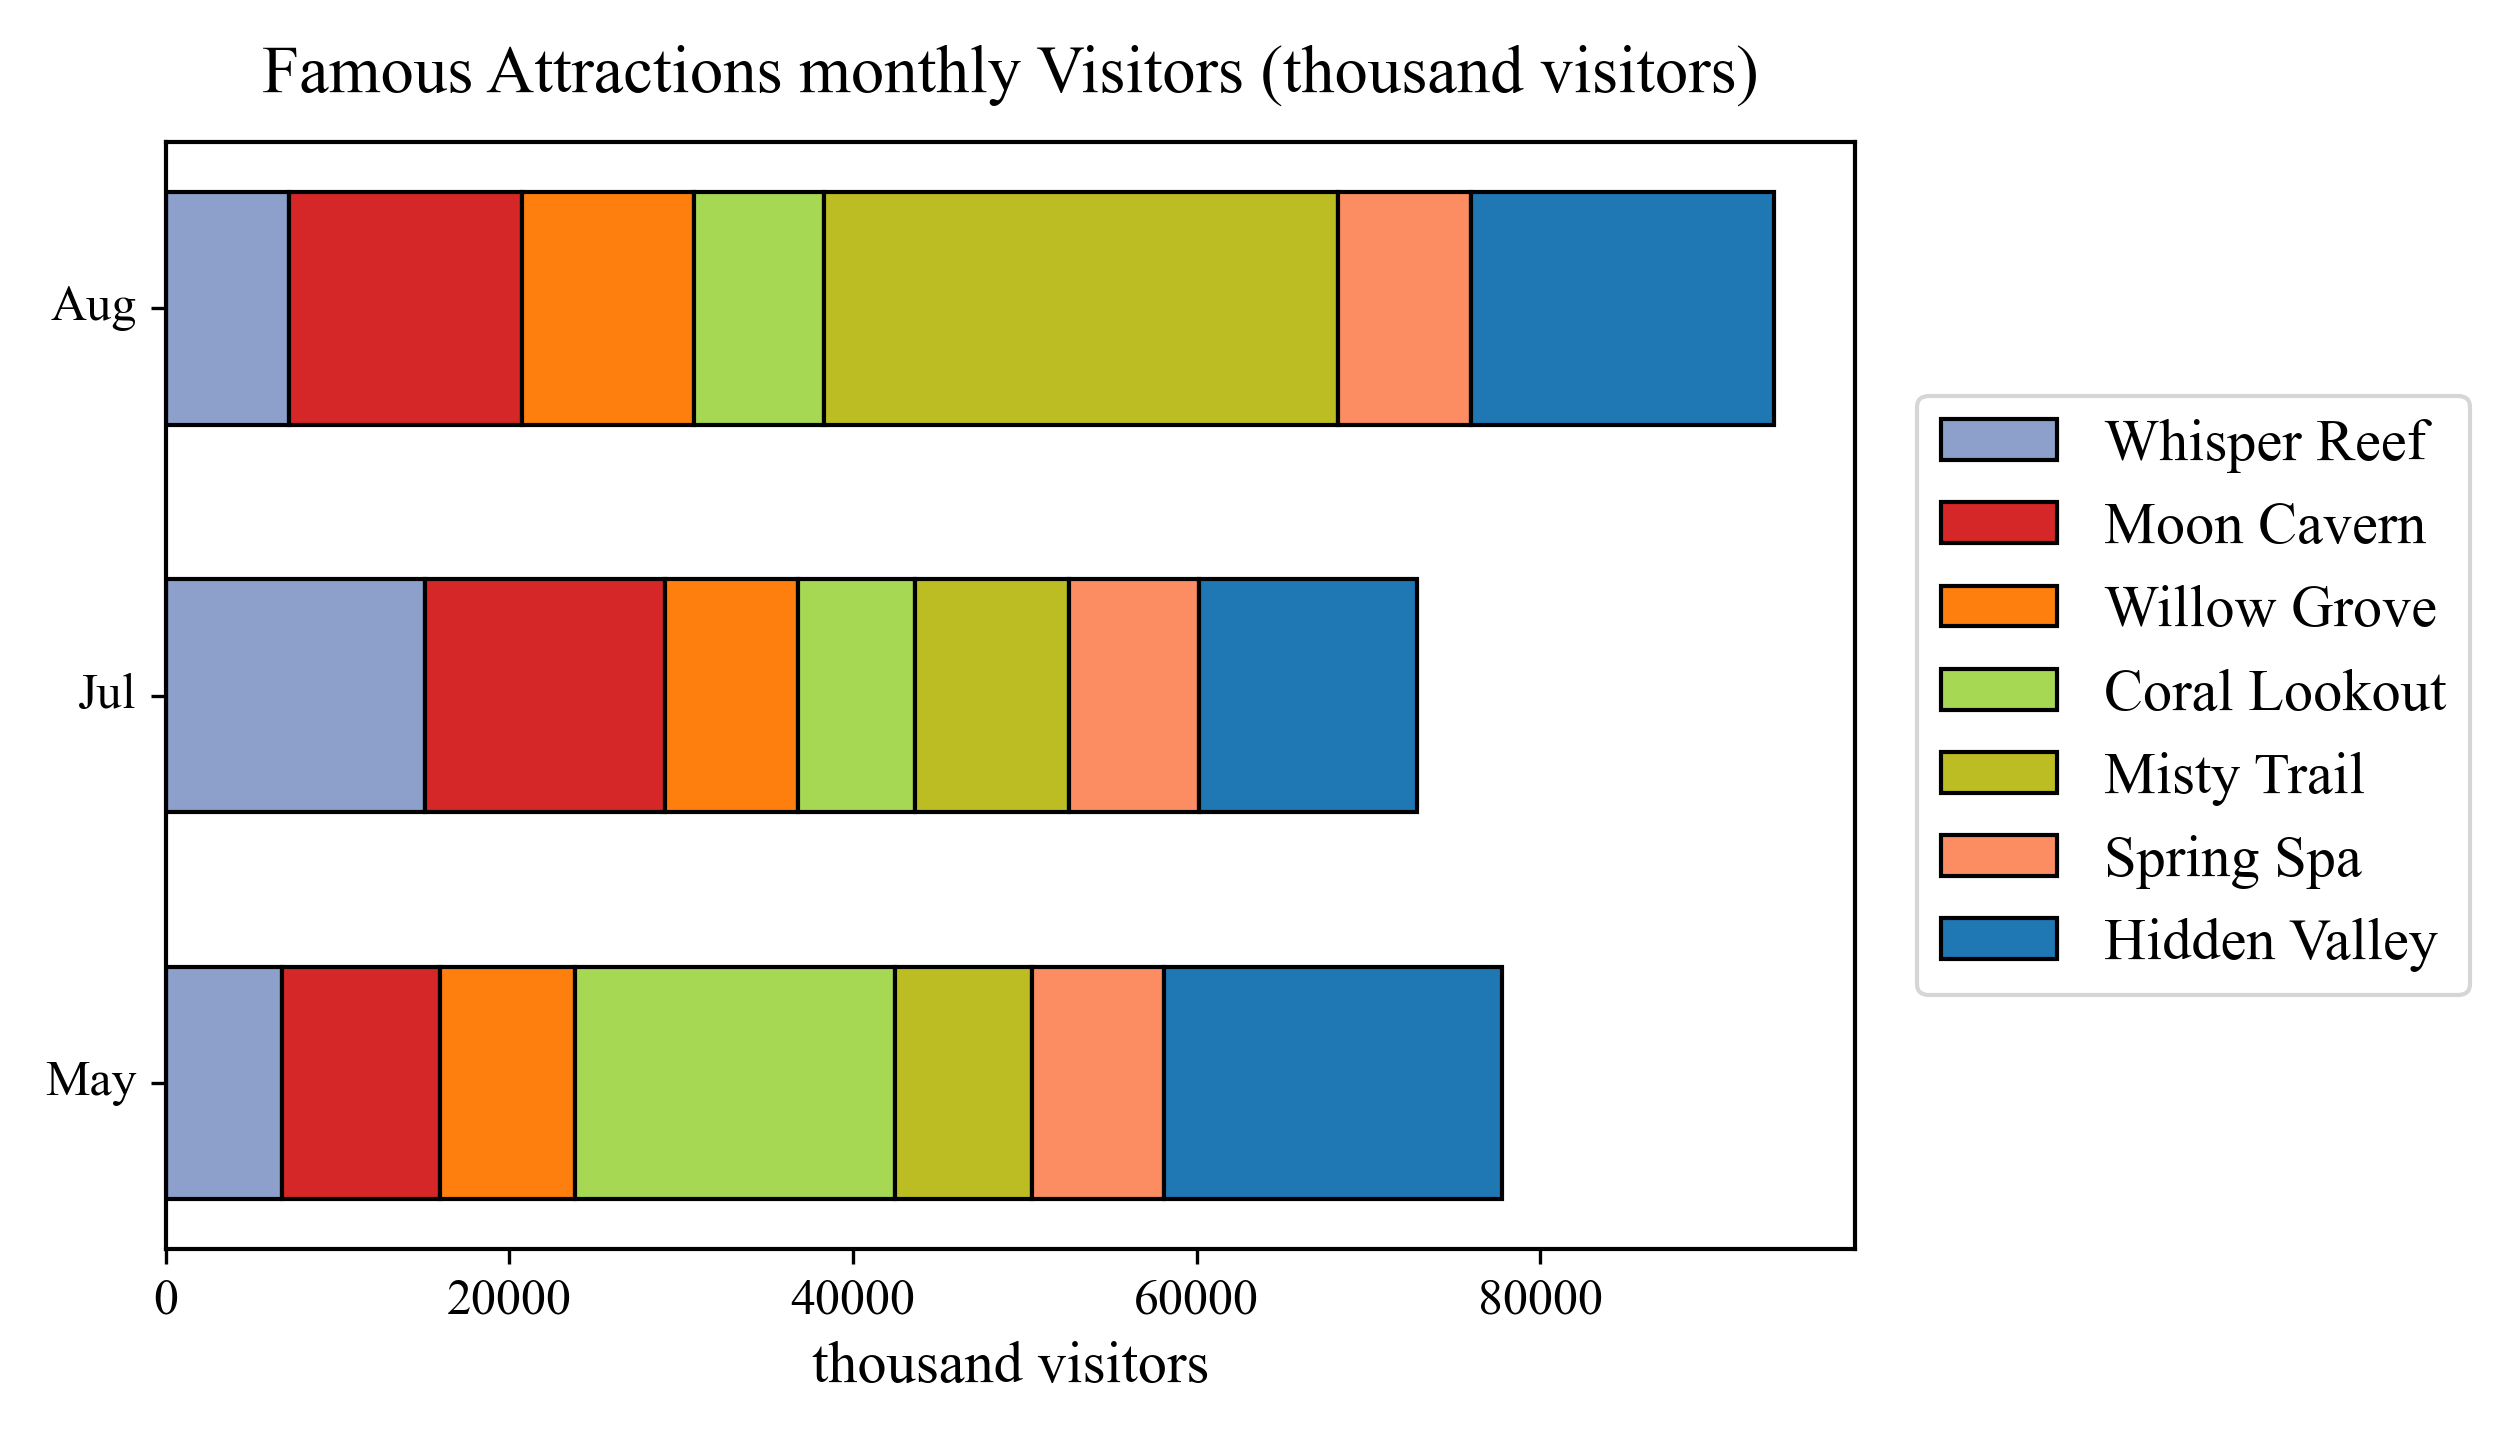 Famous Attractions monthly Visitors (thousand visitors)
Aug
Jul
May
0 20000 40000 60000 80000
thousand visitors
Whisper Reef
Moon Cavern
Willow Grove
Coral Lookout
Misty Trail
Spring Spa
Hidden Valley